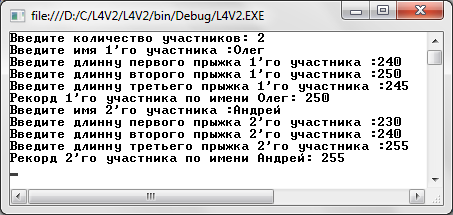 file:///D:/C/L4V2/L4V2/bin/Debug/L4V2.EXE
Введите количество участников: 2
Введите имя 1'го участника :Олег
Введите длинну первого прыжка 1'го участника :240
Введите длинну второго прыжка 1'го участника :250
Введите длинну третьего прыжка 1'го участника :245
Рекорд 1'го участника по имени Олег: 250
Введите имя 2'го участника :Андрей
Введите длинну первого прыжка 2'го участника :230
Введите длинну второго прыжка 2'го участника :240
Введите длинну третьего прыжка 2'го участника :255
Рекорд 2'го участника по имени Андрей: 255